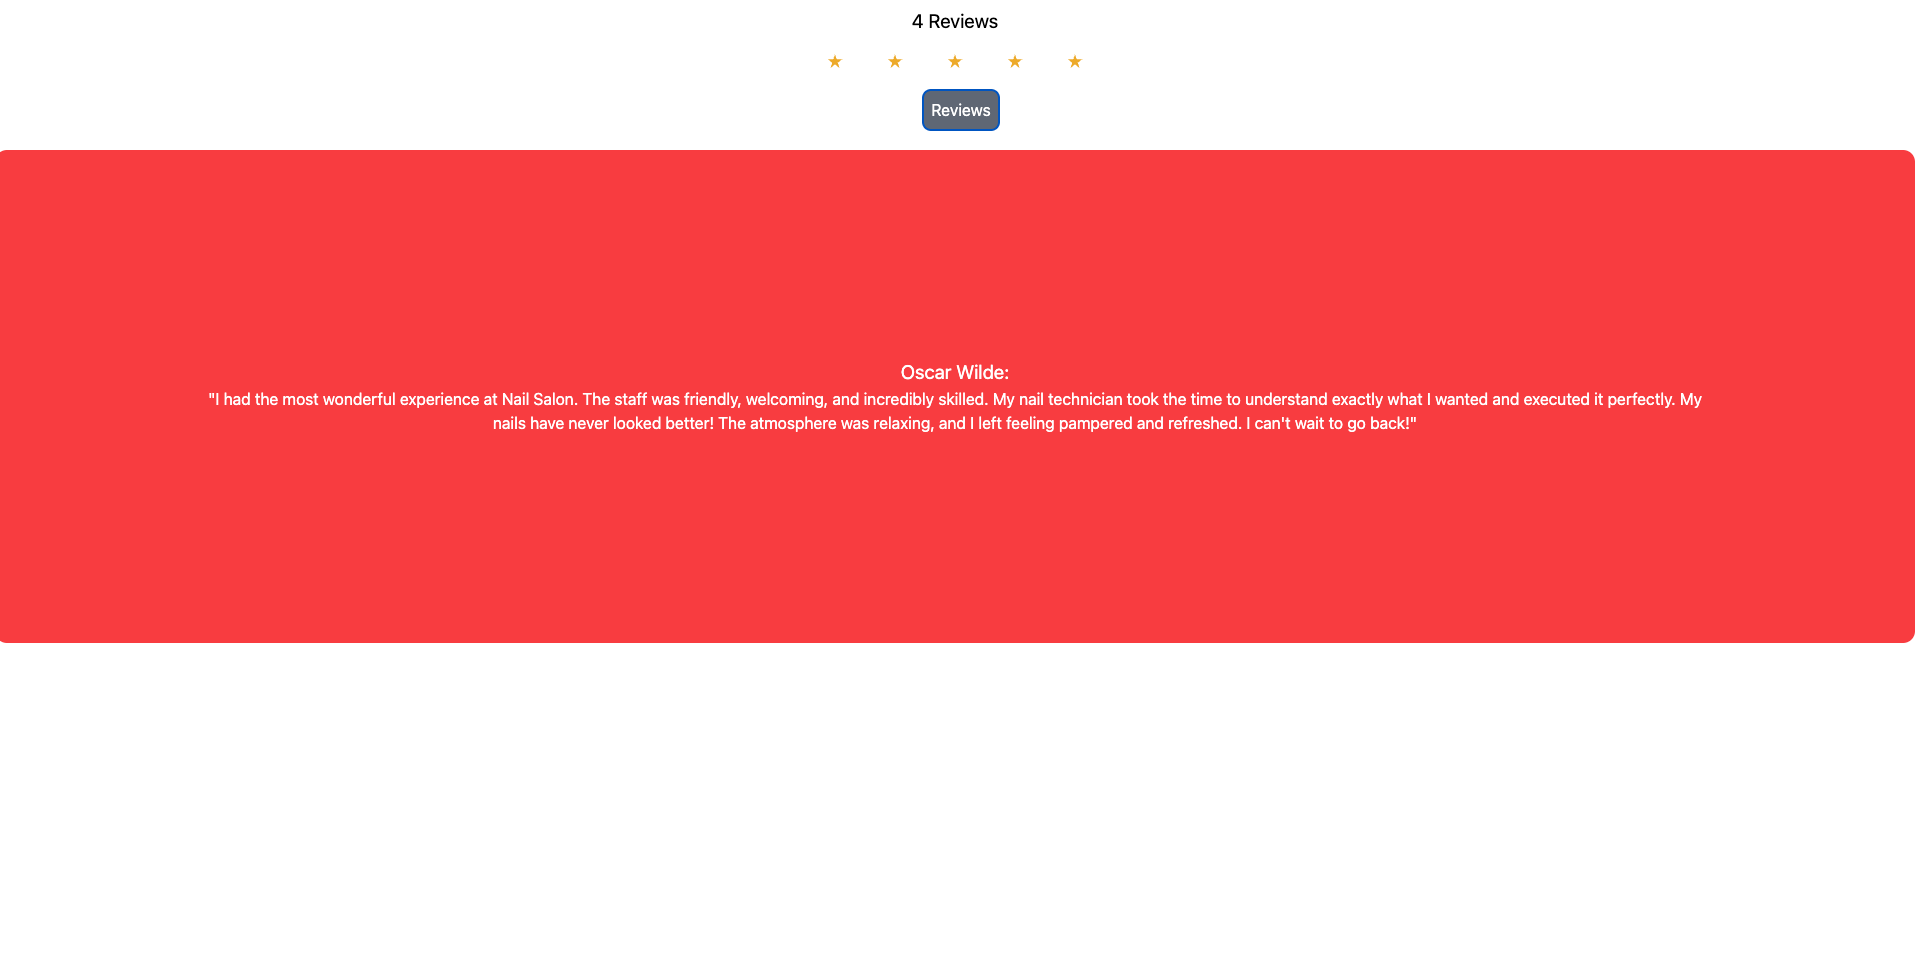 4 Reviews
★ ★ ★ ★ ★
Reviews
Oscar Wilde:
"I had the most wonderful experience at Nail Salon. The staff was friendly, welcoming, and incredibly skilled. My nail technician took the time to understand exactly what I wanted and executed it perfectly. My
nails have never looked better! The atmosphere was relaxing, and I left feeling pampered and refreshed. I can't wait to go back!"